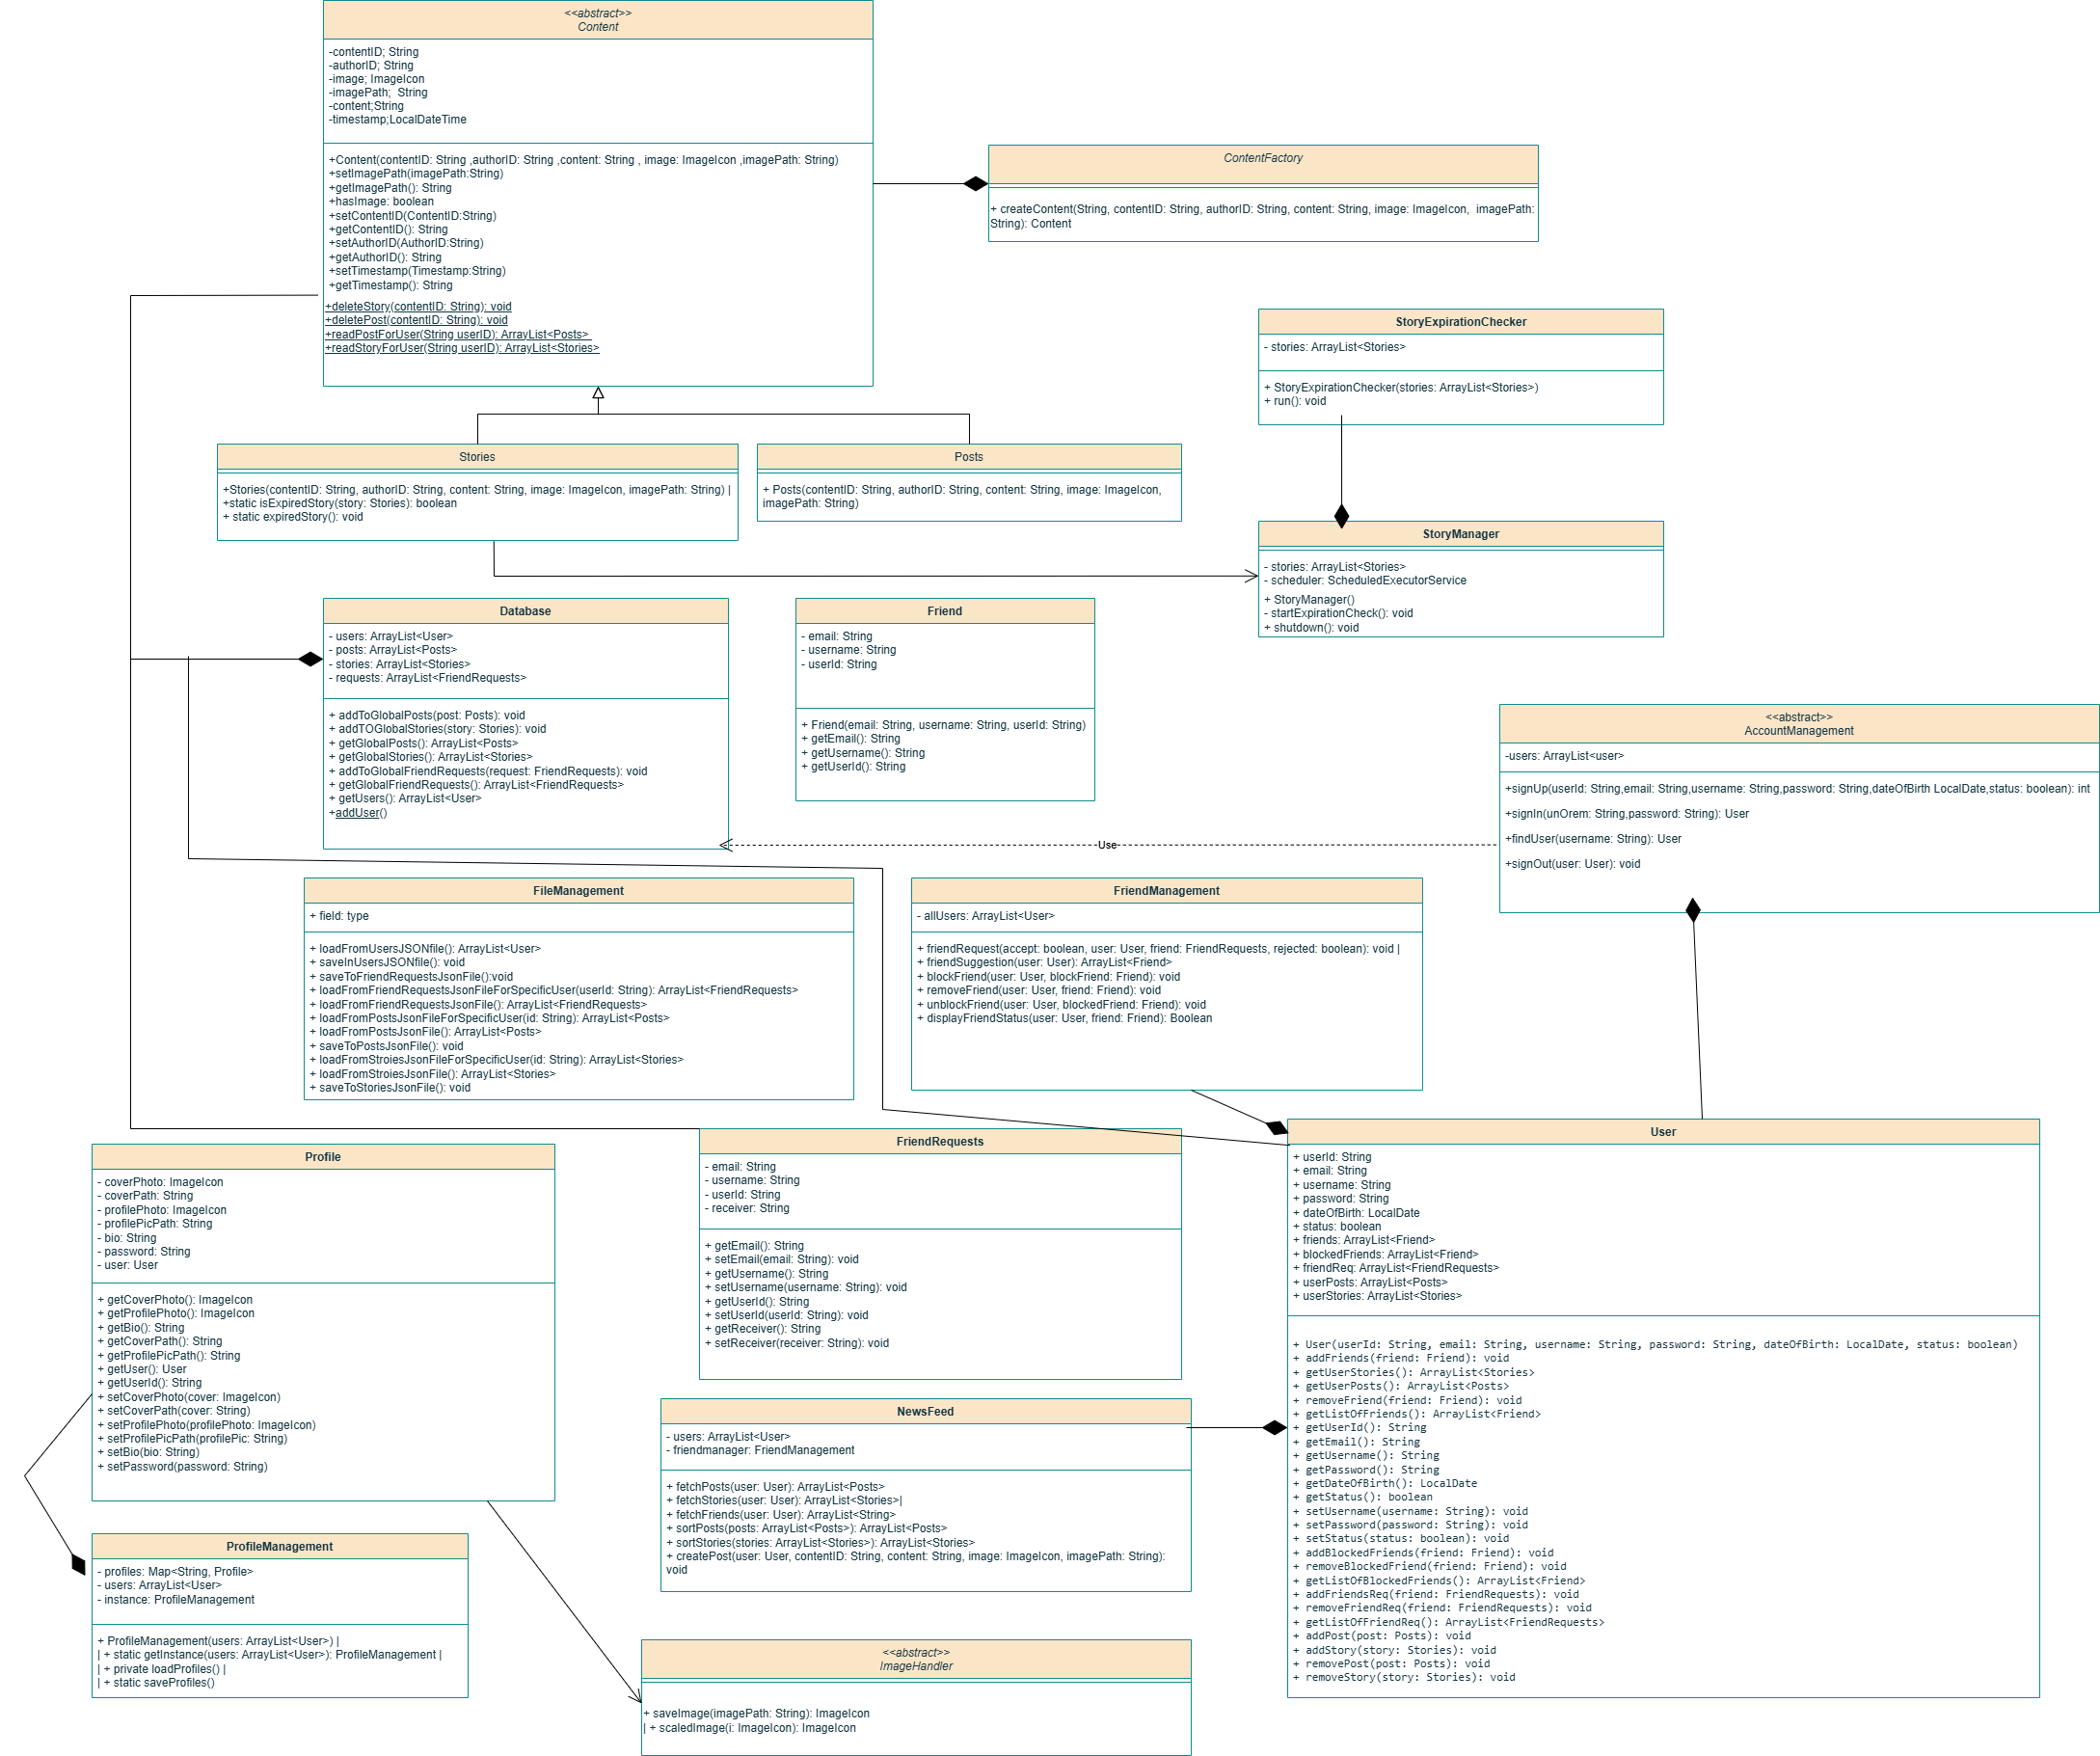 <<abstract>>
Content
-contentID; String
-authorID; String
-image; ImageIcon
-imagePath;  String
-content;String
-timestamp;LocalDateTime
+Content(contentID: String ,authorID: String ,content: String , image: ImageIcon ,imagePath: String)
+setImagePath(imagePath:String)
+getImagePath(): String
+hasImage: boolean
+setContentID(ContentID:String)
+getContentID(): String
+setAuthorID(AuthorID:String)
+getAuthorID(): String
+setTimestamp(Timestamp:String)
+getTimestamp(): String
+deleteStory(contentID: String): void
+deletePost(contentID: String): void
+readPostForUser(String userID): ArrayList<Posts>
+readStoryForUser(String userID): ArrayList<Stories>
ContentFactory
+ createContent(String, contentID: String, authorID: String, content: String, image: ImageIcon,  imagePath:
String): Content
StoryExpirationChecker
- stories: ArrayList<Stories>
+ StoryExpirationChecker(stories: ArrayList<Stories>)
+ run(): void
Stories
+Stories(contentID: String, authorID: String, content: String, image: ImageIcon, imagePath: String) |
+static isExpiredStory(story: Stories): boolean
+ static expiredStory(): void
Posts
+ Posts(contentID: String, authorID: String, content: String, image: ImageIcon,
imagePath: String)
StoryManager
- stories: ArrayList<Stories>
- scheduler: ScheduledExecutorService
+ StoryManager()
- startExpirationCheck(): void
+ shutdown(): void
Database
- users: ArrayList<User>
- posts: ArrayList<Posts>
- stories: ArrayList<Stories>
- requests: ArrayList<FriendRequests>
+ addToGlobalPosts(post: Posts): void
+ addTOGlobalStories(story: Stories): void
+ getGlobalPosts(): ArrayList<Posts>
+ getGlobalStories(): ArrayList<Stories>
+ addToGlobalFriendRequests(request: FriendRequests): void
+ getGlobalFriendRequests(): ArrayList<FriendRequests>
+ getUsers(): ArrayList<User>
+addUser()
Friend
- email: String
- username: String
- userId: String
+ Friend(email: String, username: String, userId: String)
+ getEmail(): String
+ getUsername(): String
+ getUserId(): String
<<abstract>>
AccountManagement
-users: ArrayList<user>
+signUp(userId: String,email: String,username: String,password: String,dateOfBirth LocalDate,status: boolean): int
+signIn(unOrem: String,password: String): User
+findUser(username: String): User
+signOut(user: User): void
Use
FileManagement
+ field: type
+ loadFromUsersJSONfile(): ArrayList<User>
+ saveInUsersJSONfile(): void
+ saveToFriendRequestsJsonFile():void
+ loadFromFriendRequestsJsonFileForSpecificUser(userId: String): ArrayList<FriendRequests>
+ loadFromFriendRequestsJsonFile(): ArrayList<FriendRequests>
+ loadFromPostsJsonFileForSpecificUser(id: String): ArrayList<Posts>
+ loadFromPostsJsonFile(): ArrayList<Posts>
+ saveToPostsJsonFile(): void
+ loadFromStroiesJsonFileForSpecificUser(id: String): ArrayList<Stories>
+ loadFromStroiesJsonFile(): ArrayList<Stories>
+ saveToStoriesJsonFile(): void
FriendManagement
- allUsers: ArrayList<User>
+ friendRequest(accept: boolean, user: User, friend: FriendRequests, rejected: boolean): void |
+ friendSuggestion(user: User): ArrayList<Friend>
+ blockFriend(user: User, blockFriend: Friend): void
+ removeFriend(user: User, friend: Friend): void
+ unblockFriend(user: User, blockedFriend: Friend): void
+ displayFriendStatus(user: User, friend: Friend): Boolean
Profile
- coverPhoto: ImageIcon
- coverPath: String
- profilePhoto: ImageIcon
- profilePicPath: String
- bio: String
- password: String
- user: User
+ getCoverPhoto(): ImageIcon
+ getProfilePhoto(): ImageIcon
+ getBio(): String
+ getCoverPath(): String
+ getProfilePicPath(): String
+ getUser(): User
+ getUserId(): String
+ setCoverPhoto(cover: ImageIcon)
+ setCoverPath(cover: String)
+ setProfilePhoto(profilePhoto: ImageIcon)
+ setProfilePicPath(profilePic: String)
+ setBio(bio: String)
+ setPassword(password: String)
FriendRequests
- email: String
- username: String
- userId: String
- receiver: String
+ getEmail(): String
+ setEmail(email: String): void
+ getUsername(): String
+ setUsername(username: String): void
+ getUserId(): String
+ setUserId(userId: String): void
+ getReceiver(): String
+ setReceiver(receiver: String): void
User
+ userId: String
+ email: String
+ username: String
+ password: String
+ dateOfBirth: LocalDate
+ status: boolean
+ friends: ArrayList<Friend>
+ blockedFriends: ArrayList<Friend>
+ friendReq: ArrayList<FriendRequests>
+ userPosts: ArrayList<Posts>
+ userStories: ArrayList<Stories>
+ User(userId: String, email: String, username: String, password: String, dateOfBirth: LocalDate, status: boolean)
+ addFriends(friend: Friend): void
+ getUserStories(): ArrayList<Stories>
+ getUserPosts(): ArrayList<Posts>
+ removeFriend(friend: Friend): void
+ getListOfFriends(): ArrayList<Friend>
+ getUserId(): String
+ getEmail(): String
+ getUsername(): String
+ getPassword(): String
+ getDateOfBirth(): LocalDate
+ getStatus(): boolean
+ setUsername(username: String): void
+ setPassword(password: String): void
+ setStatus(status: boolean): void
+ addBlockedFriends(friend: Friend): void
+ removeBlockedFriend(friend: Friend): void
+ getListOfBlockedFriends(): ArrayList<Friend>
+ addFriendsReq(friend: FriendRequests): void
+ removeFriendReq(friend: FriendRequests): void
+ getListOfFriendReq(): ArrayList<FriendRequests>
+ addPost(post: Posts): void
+ addStory(story: Stories): void
+ removePost(post: Posts): void
+ removeStory(story: Stories): void
NewsFeed
- users: ArrayList<User>
- friendmanager: FriendManagement
+ fetchPosts(user: User): ArrayList<Posts>
+ fetchStories(user: User): ArrayList<Stories>|
+ fetchFriends(user: User): ArrayList<String>
+ sortPosts(posts: ArrayList<Posts>): ArrayList<Posts>
+ sortStories(stories: ArrayList<Stories>): ArrayList<Stories>
+ createPost(user: User, contentID: String, content: String, image: ImageIcon, imagePath: String):
void
ProfileManagement
- profiles: Map<String, Profile>
- users: ArrayList<User>
- instance: ProfileManagement
+ ProfileManagement(users: ArrayList<User>) |
| + static getInstance(users: ArrayList<User>): ProfileManagement |
| + private loadProfiles() |
| + static saveProfiles()
<<abstract>>
ImageHandler
+ saveImage(imagePath: String): ImageIcon
| + scaledImage(i: ImageIcon): ImageIcon